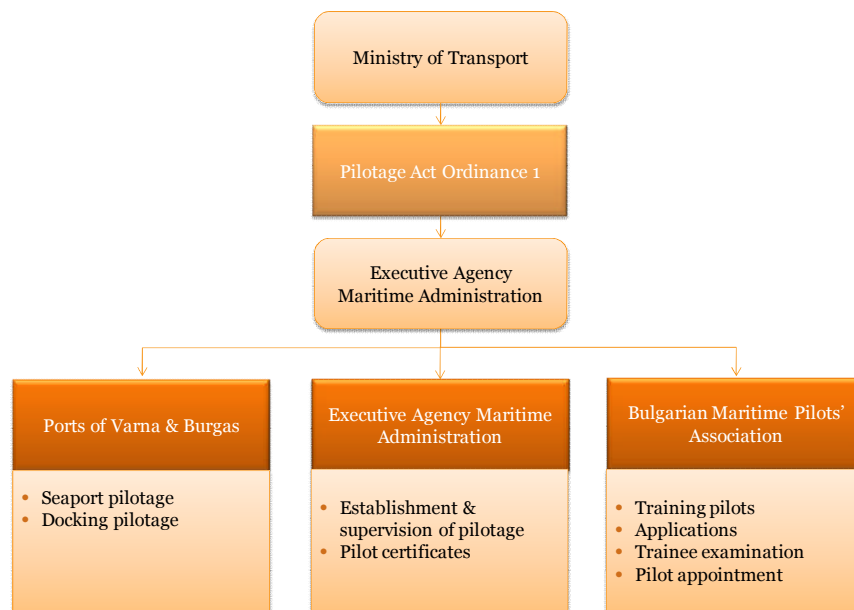 Ministry of Transport
Pilotage Act Ordinance 1
Executive Agency
Maritime Administration
Ports of Varna & Burgas
• Seaport pilotage
• Docking pilotage
Executive Agency Maritime
Administration
• Establishment &
supervision of pilotage
• Pilot certificates
Bulgarian Maritime Pilots’
Association
• Training pilots
• Applications
• Trainee examination
• Pilot appointment